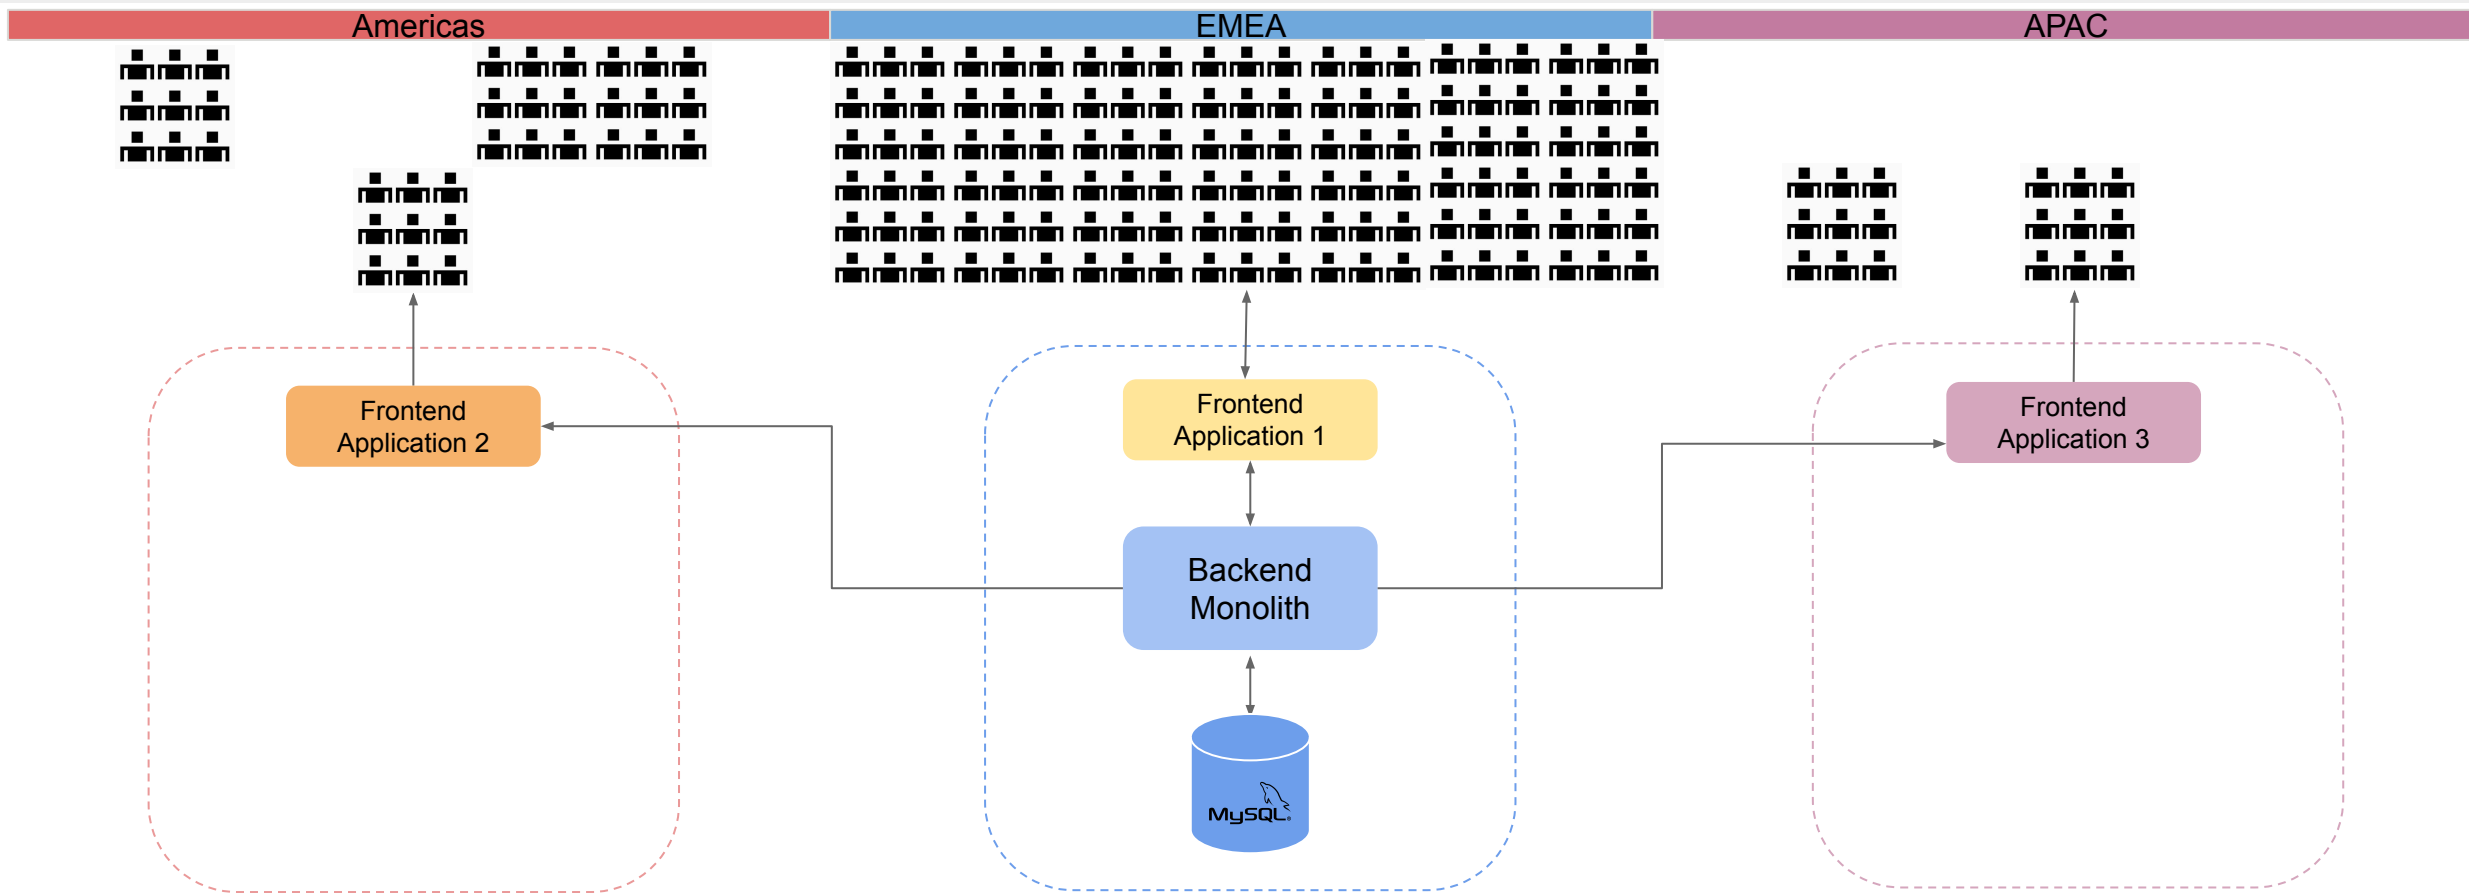 Americas
EMEA
APAC
Frontend
Application 2
Frontend
Application 1
Frontend
Application 3
Backend
Monolith
MySQL®